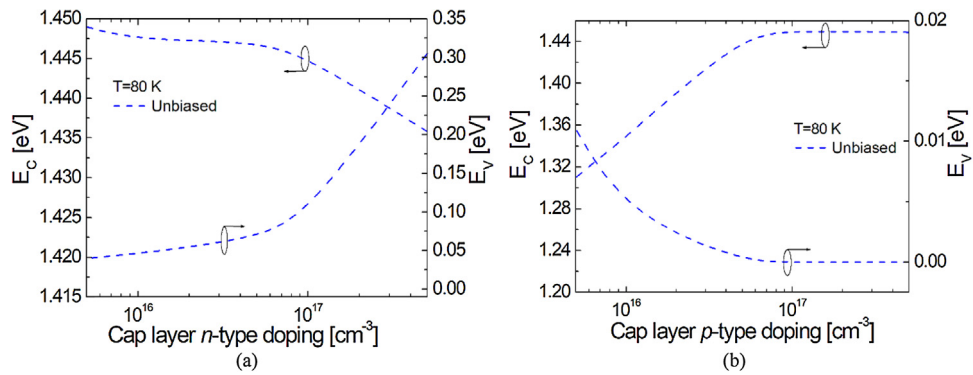 1.450
1.445
1.440
1.435
1.430
1.425
1.420
1.415
E_C [eV]
T=80 K
Unbiased
0.35
0.30
0.25
0.20
0.15
0.10
0.05
0.00
E_V [eV]
10^16
10^17
Cap layer n-type doping [cm^-3]
(a)
1.44
1.40
1.36
1.32
1.28
1.24
1.20
E_C [eV]
T=80 K
Unbiased
0.02
0.01
0.00
E_V [eV]
10^16
10^17
Cap layer p-type doping [cm^-3]
(b)